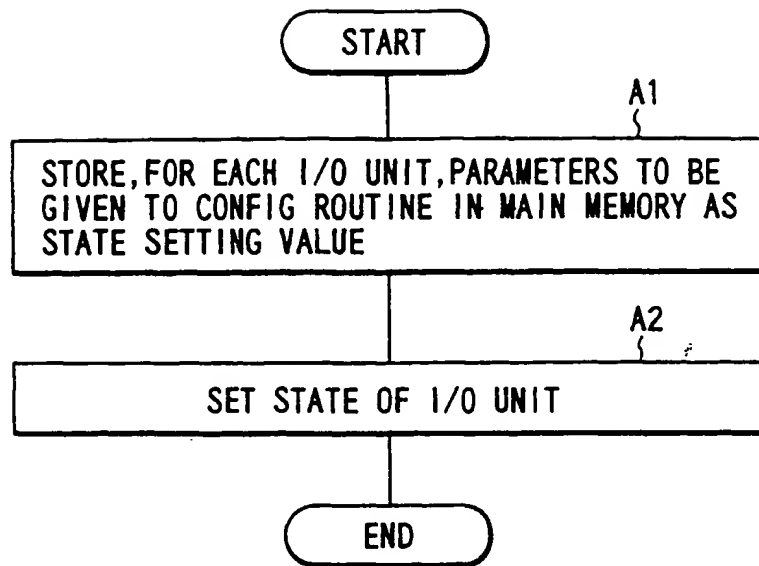 START
A1
STORE,FOR EACH I/O UNIT,PARAMETERS TO BE
GIVEN TO CONFIG ROUTINE IN MAIN MEMORY AS
STATE SETTING VALUE
A2
SET STATE OF I/O UNIT
END